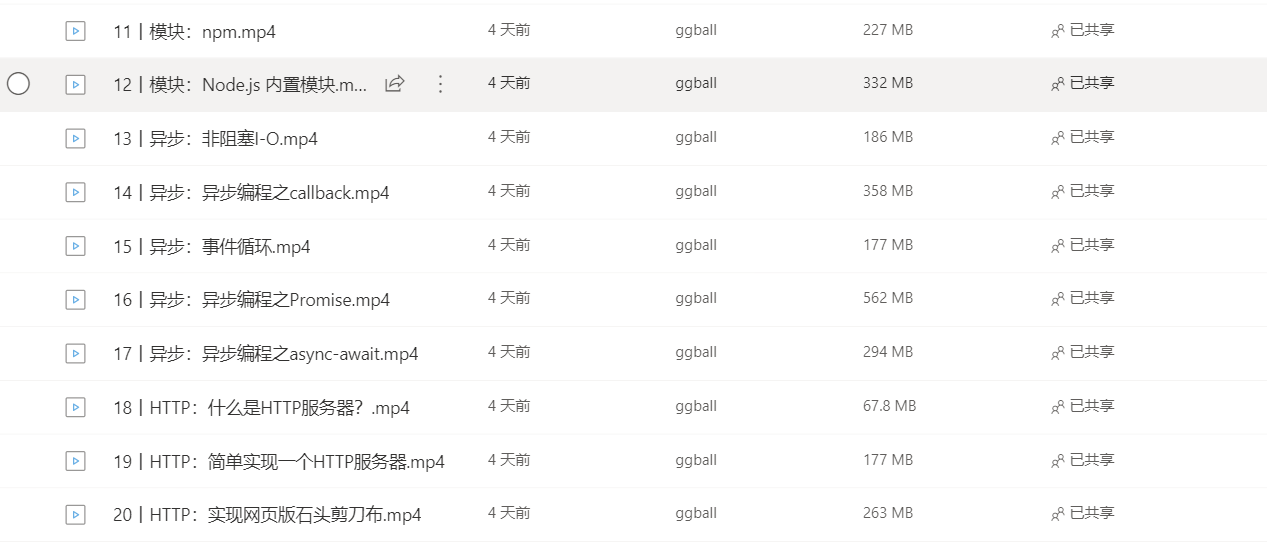 11丨模块：npm.mp4 4 天前 ggball 227 MB 已共享
12丨模块：Node.js 内置模块.m... 4 天前 ggball 332 MB 已共享
13丨异步：非阻塞I-O.mp4 4 天前 ggball 186 MB 已共享
14丨异步：异步编程之callback.mp4 4 天前 ggball 358 MB 已共享
15丨异步：事件循环.mp4 4 天前 ggball 177 MB 已共享
16丨异步：异步编程之Promise.mp4 4 天前 ggball 562 MB 已共享
17丨异步：异步编程之async-await.mp4 4 天前 ggball 294 MB 已共享
18丨HTTP：什么是HTTP服务器？.mp4 4 天前 ggball 67.8 MB 已共享
19丨HTTP：简单实现一个HTTP服务器.mp4 4 天前 ggball 177 MB 已共享
20丨HTTP：实现网页版石头剪刀布.mp4 4 天前 ggball 263 MB 已共享